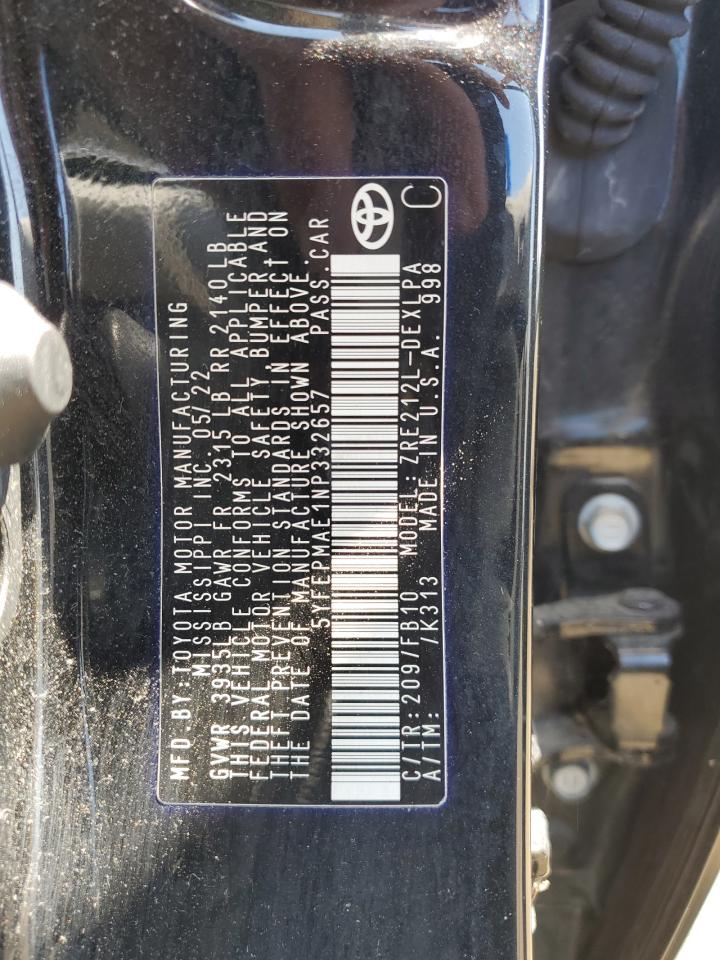 MFD.BY:TOYOTA MOTOR MANUFACTURING
MISSISSIPPI INC. 05/22
GVWR 3935LB GAWR FR 2315 LB RR 2140LB
THIS VEHICLE CONFORMS TO ALL APPLICABLE
FEDERAL MOTOR VEHICLE SAFETY, BUMPER AND
THEFT PREVENTION STANDARDS IN EFFECT ON
THE DATE OF MANUFACTURE SHOWN ABOVE.
5YFEPMAE1NP332657 PASS.CAR
C/TR:209/FB10 MODEL:ZRE212L-DEXLPA
A/TM: /K313 MADE IN U.S.A. 998
C